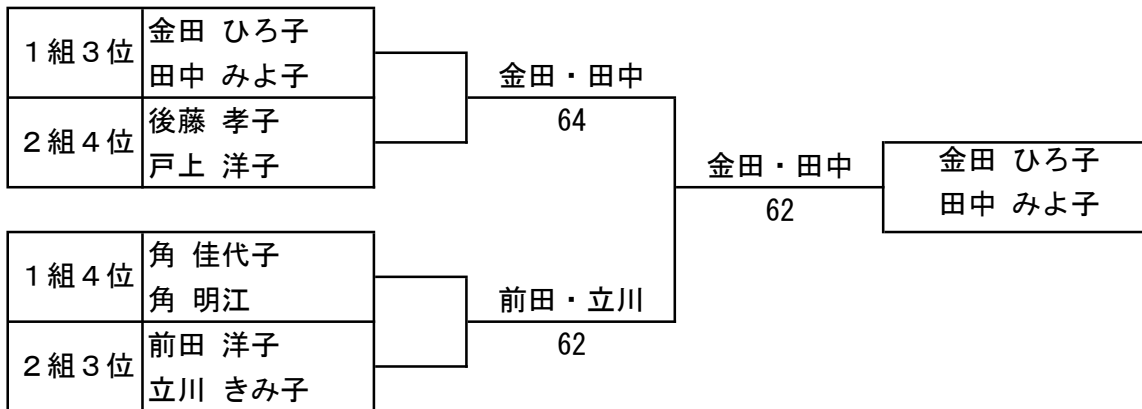 1組3位
金田 ひろ子
田中 みよ子
2組4位
後藤 孝子
戸上 洋子
金田・田中
64
1組4位
角 佳代子
角 明江
2組3位
前田 洋子
立川 きみ子
前田・立川
62
金田・田中
62
金田 ひろ子
田中 みよ子